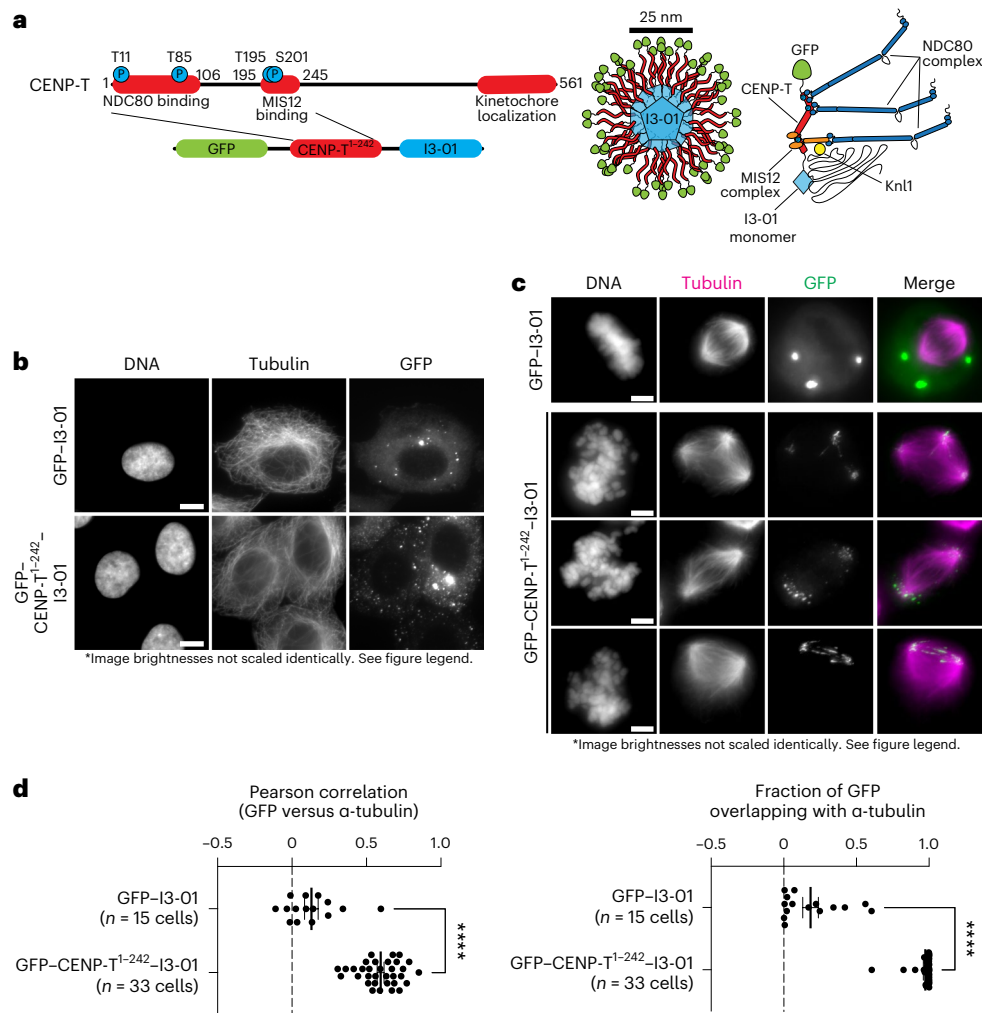 a
T11 T85 T195 S201
P P P
CENP-T 1 106 195 245 561
NDC80 binding MIS12 binding Kinetochore localization
GFP CENP-T1–242 I3-01
25 nm
I3-01
GFP
CENP-T
NDC80 complex
MIS12 complex
Knl1
I3-01 monomer
b
DNA Tubulin GFP
GFP–I3-01
GFP–
CENP-T1–242–
I3-01
*Image brightnesses not scaled identically. See figure legend.
c
DNA Tubulin GFP Merge
GFP–I3-01
GFP–CENP-T1–242–I3-01
*Image brightnesses not scaled identically. See figure legend.
d
Pearson correlation
(GFP versus α-tubulin)
–0.5 0 0.5 1.0
GFP–I3-01
(n = 15 cells)
GFP–CENP-T1–242–I3-01
(n = 33 cells)
****
Fraction of GFP
overlapping with α-tubulin
–0.5 0 0.5 1.0
GFP–I3-01
(n = 15 cells)
GFP–CENP-T1–242–I3-01
(n = 33 cells)
****